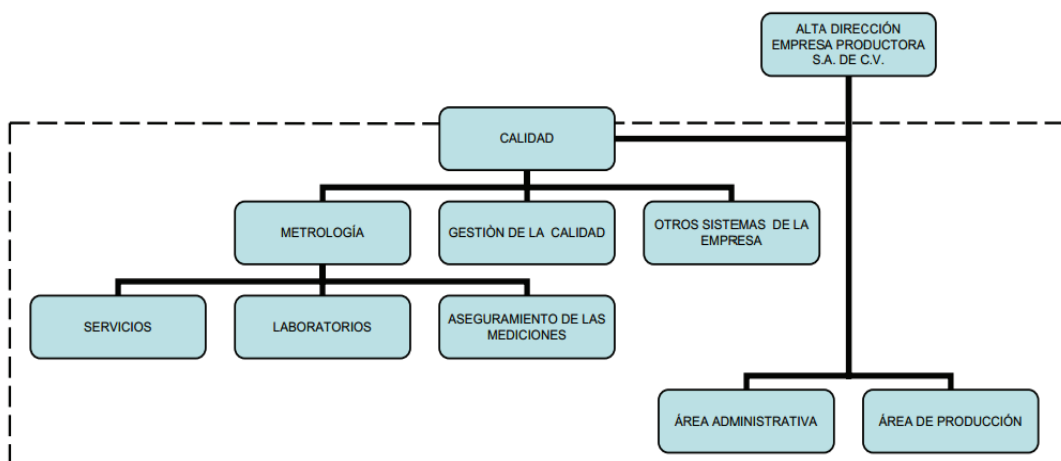 ALTA DIRECCIÓN
EMPRESA PRODUCTORA
S.A. DE C.V.
CALIDAD
METROLOGÍA
GESTIÒN DE LA CALIDAD
OTROS SISTEMAS DE LA
EMPRESA
SERVICIOS
LABORATORIOS
ASEGURAMIENTO DE LAS
MEDICIONES
ÁREA ADMINISTRATIVA
ÁREA DE PRODUCCIÓN